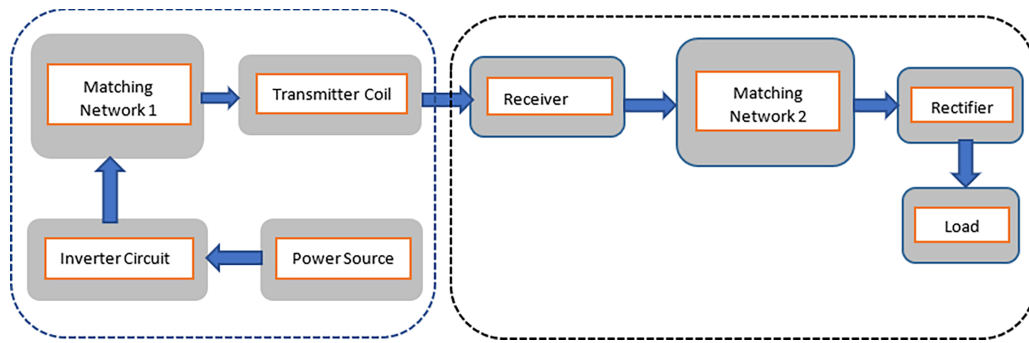 Matching
Network 1
Transmitter Coil
Receiver
Matching
Network 2
Rectifier
Load
Inverter Circuit
Power Source